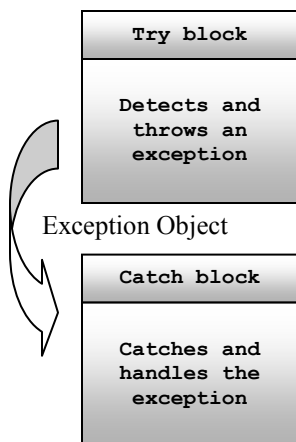 Try block
Detects and
throws an
exception
Exception Object
Catch block
Catches and
handles the
exception